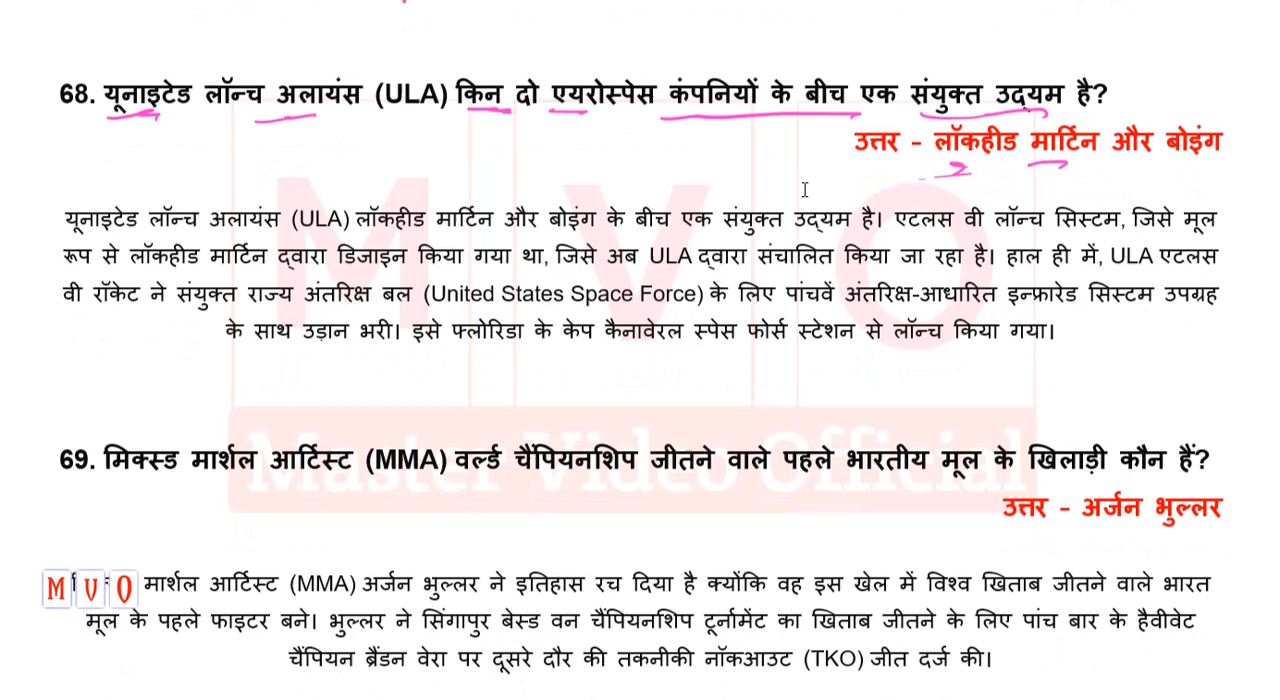 68. यूनाइटेड लॉन्च अलायंस (ULA) किन दो एयरोस्पेस कंपनियों के बीच एक संयुक्त उद्यम है?
उत्तर - लॉकहीड मार्टिन और बोइंग
यूनाइटेड लॉन्च अलायंस (ULA) लॉकहीड मार्टिन और बोइंग के बीच एक संयुक्त उद्यम है। एटलस वी लॉन्च सिस्टम, जिसे मूल
रूप से लॉकहीड मार्टिन द्वारा डिजाइन किया गया था, जिसे अब ULA द्वारा संचालित किया जा रहा है। हाल ही में, ULA एटलस
वी रॉकेट ने संयुक्त राज्य अंतरिक्ष बल (United States Space Force) के लिए पांचवें अंतरिक्ष-आधारित इन्फ्रारेड सिस्टम उपग्रह
के साथ उड़ान भरी। इसे फ्लोरिडा के केप कैनावेरल स्पेस फोर्स स्टेशन से लॉन्च किया गया।
M V O
Master Video Official
69. मिक्स्ड मार्शल आर्टिस्ट (MMA) वर्ल्ड चैंपियनशिप जीतने वाले पहले भारतीय मूल के खिलाड़ी कौन हैं?
उत्तर - अर्जन भुल्लर
M V O मार्शल आर्टिस्ट (MMA) अर्जन भुल्लर ने इतिहास रच दिया है क्योंकि वह इस खेल में विश्व खिताब जीतने वाले भारत
मूल के पहले फाइटर बने। भुल्लर ने सिंगापुर बेस्ड वन चैंपियनशिप टूर्नामेंट का खिताब जीतने के लिए पांच बार के हैवीवेट
चैंपियन ब्रैंडन वेरा पर दूसरे दौर की तकनीकी नॉकआउट (TKO) जीत दर्ज की।